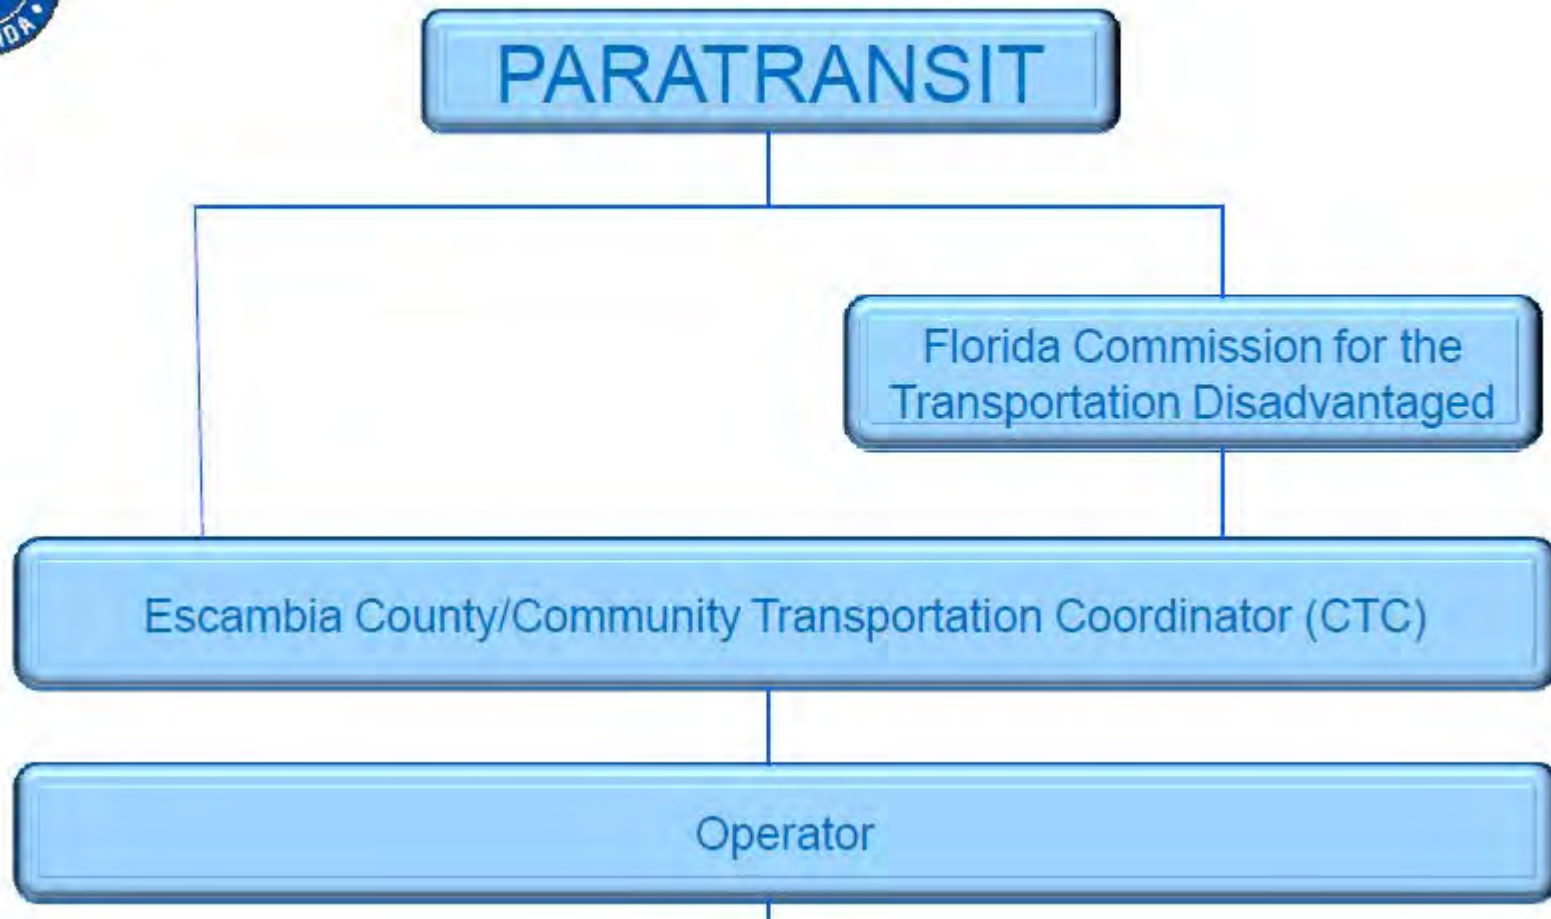 PARATRANSIT
Florida Commission for the
Transportation Disadvantaged
Escambia County/Community Transportation Coordinator (CTC)
Operator